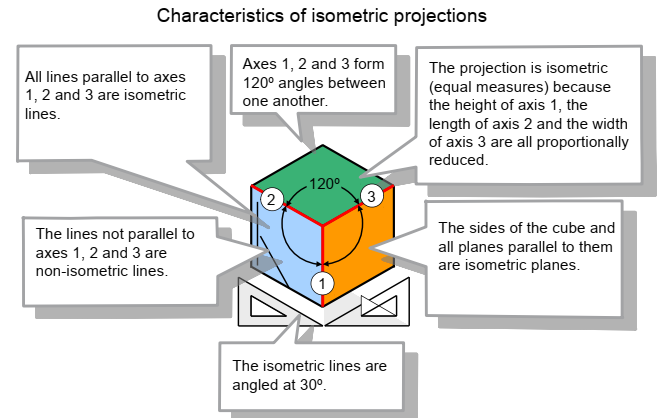 Characteristics of isometric projections
All lines parallel to axes
1, 2 and 3 are isometric
lines.
Axes 1, 2 and 3 form
120º angles between
one another.
The projection is isometric
(equal measures) because
the height of axis 1, the
length of axis 2 and the width
of axis 3 are all proportionally
reduced.
120º
2
3
1
The lines not parallel to
axes 1, 2 and 3 are
non-isometric lines.
The sides of the cube and
all planes parallel to them
are isometric planes.
The isometric lines are
angled at 30º.